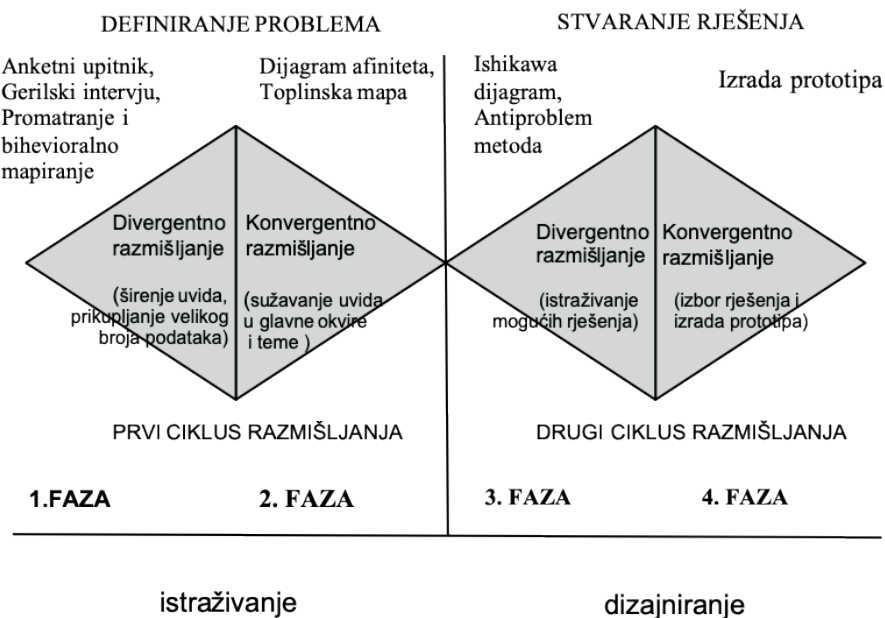 DEFINIRANJE PROBLEMA
STVARANJE RJEŠENJA
Anketni upitnik,
Gerilski intervju,
Promatranje i
bihevioralno
mapiranje
Dijagram afiniteta,
Toplinska mapa
Ishikawa
dijagram,
Antiproblem
metoda
Izrada prototipa
Divergentno
razmišljanje
(širenje uvida,
prikupljanje velikog
broja podataka)
Konvergentno
razmišljanje
(sužavanje uvida
u glavne okvire
i teme )
Divergentno
razmišljanje
(istraživanje
mogućih rješenja)
Konvergentno
razmišljanje
(izbor rješenja i
izrada prototipa)
PRVI CIKLUS RAZMIŠLJANJA
DRUGI CIKLUS RAZMIŠLJANJA
1.FAZA
2. FAZA
3. FAZA
4. FAZA
istraživanje
dizajniranje